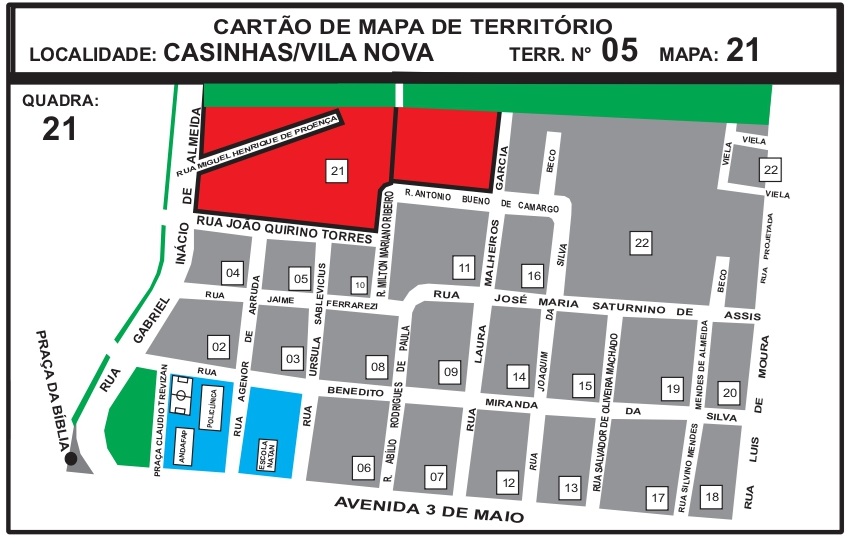 CARTÃO DE MAPA DE TERRITÓRIO
LOCALIDADE: CASINHAS/VILA NOVA TERR. N° 05 MAPA: 21
QUADRA:
21
RUA MIGUEL HENRIQUE DE PROENÇA
21
RUA GABRIEL INÁCIO DE ALMEIDA
RUA JOÃO QUIRINO TORRES
R. MILTON MARIANO RIBEIRO
R. ANTONIO BUENO DE CAMARGO
BECO
VIELA
VIELA
22
VIELA
RUA PROJETADA
22
BECO
04
05
10
11
16
RUA JAIME FERRAREZI
RUA JOSÉ MARIA SATURNINO DE ASSIS
RUA AGENOR DE ARRUDA
RUA URSULA SABLEVICIUS
R. ABÍLIO RODRIGUES DE PAULA
RUA LAURA MALHEIROS GARCIA
RUA JOAQUIM DA SILVA
RUA SALVADOR DE OLIVEIRA MACHADO
RUA SILVINO MENDES MENDES DE ALMEIDA
RUA LUIS DE MOURA
02
03
08
09
14
15
19
20
RUA BENEDITO MIRANDA DA SILVA
PRAÇA DA BÍBLIA
PRAÇA CLAUDIO TREVIZAN
POLICLINICA
ANDAFAP
ESCOLA
NATAN
06
07
12
13
17
18
AVENIDA 3 DE MAIO